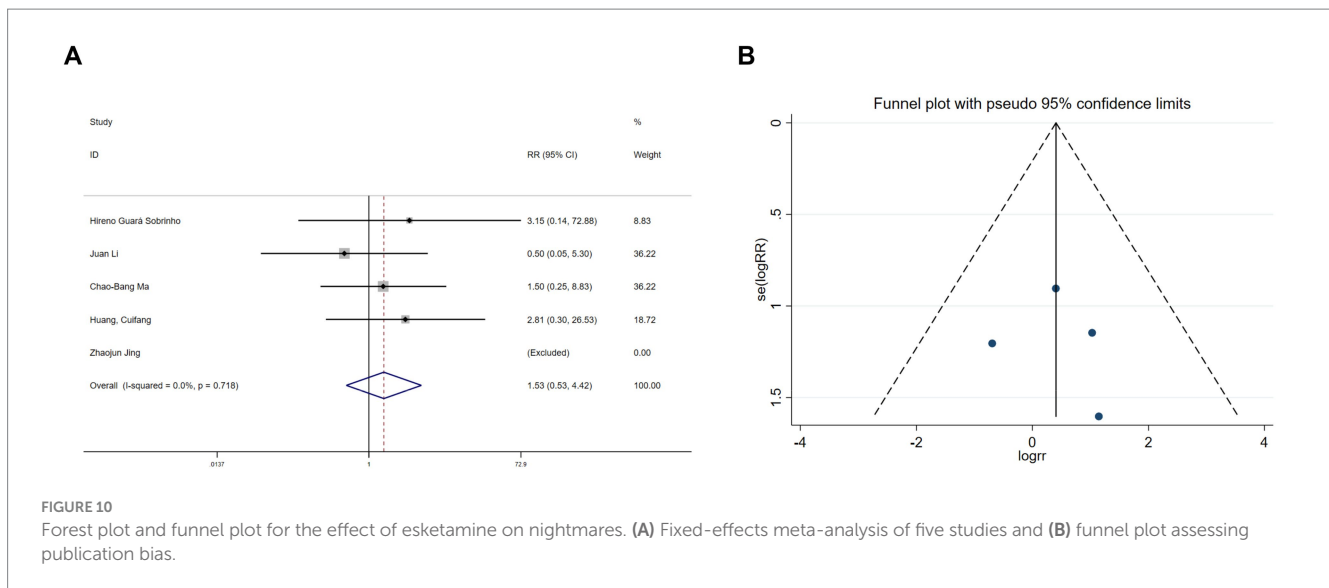 A
Study %
ID RR (95% CI) Weight
Hireno Guará Sobrinho 3.15 (0.14, 72.88) 8.83
Juan Li 0.50 (0.05, 5.30) 36.22
Chao-Bang Ma 1.50 (0.25, 8.83) 36.22
Huang, Cuifang 2.81 (0.30, 26.53) 18.72
Zhaojun Jing (Excluded) 0.00
Overall (I-squared = 0.0%, p = 0.718) 1.53 (0.53, 4.42) 100.00
.0137 1 72.9
B
Funnel plot with pseudo 95% confidence limits
se(logRR)
0
.5
1
1.5
-4 -2 0 2 4
logrr
FIGURE 10
Forest plot and funnel plot for the effect of esketamine on nightmares. (A) Fixed-effects meta-analysis of five studies and (B) funnel plot assessing
publication bias.